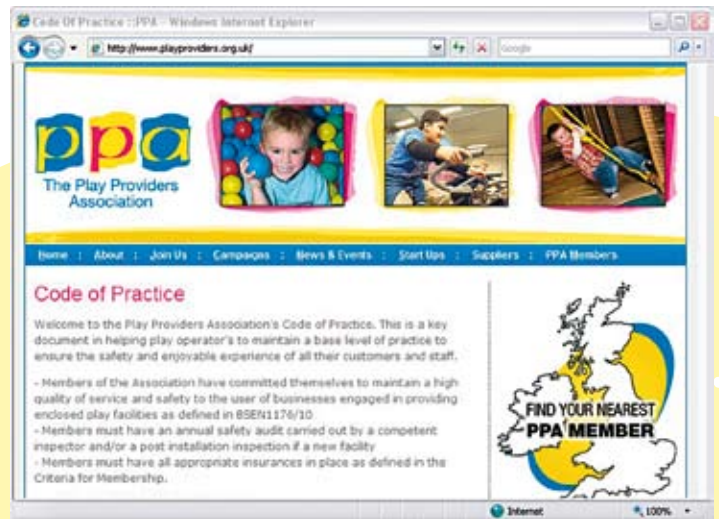 Code Of Practice :: PPA - Windows Internet Explorer
http://www.playproviders.org.uk/
Google
ppa
The Play Providers
Association
Home : About : Join Us : Campaigns : News & Events : Start Ups : Suppliers : PPA Members
Code of Practice
Welcome to the Play Providers Association's Code of Practice. This is a key
document in helping play operator's to maintain a base level of practice to
ensure the safety and enjoyable experience of all their customers and staff.
- Members of the Association have committed themselves to maintain a high
quality of service and safety to the user of businesses engaged in providing
enclosed play facilities as defined in BSEN1176/10
- Members must have an annual safety audit carried out by a competent
inspector and/or a post installation inspection if a new facility
- Members must have all appropriate insurances in place as defined in the
Criteria for Membership.
FIND YOUR NEAREST
PPA MEMBER
Internet
100%